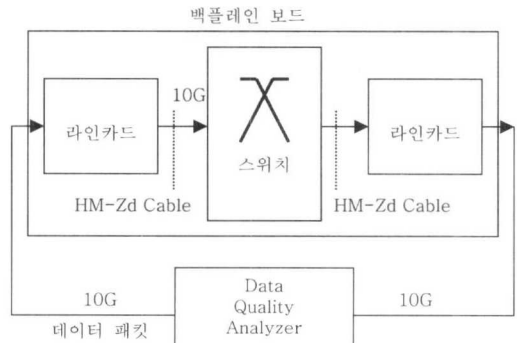 백플레인 보드
10G
라인카드
스위치
라인카드
HM-Zd Cable
HM-Zd Cable
10G
Data
Quality
Analyzer
10G
데이터 패킷